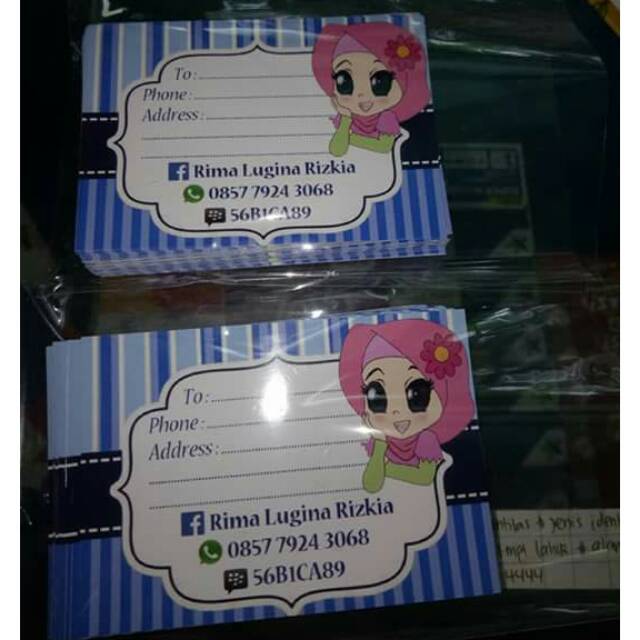 To:
Phone:
Address:
Rima Lugina Rizkia
0857 7924 3068
56B1CA89
To:
Phone:
Address:
Rima Lugina Rizkia
0857 7924 3068
56B1CA89
4444